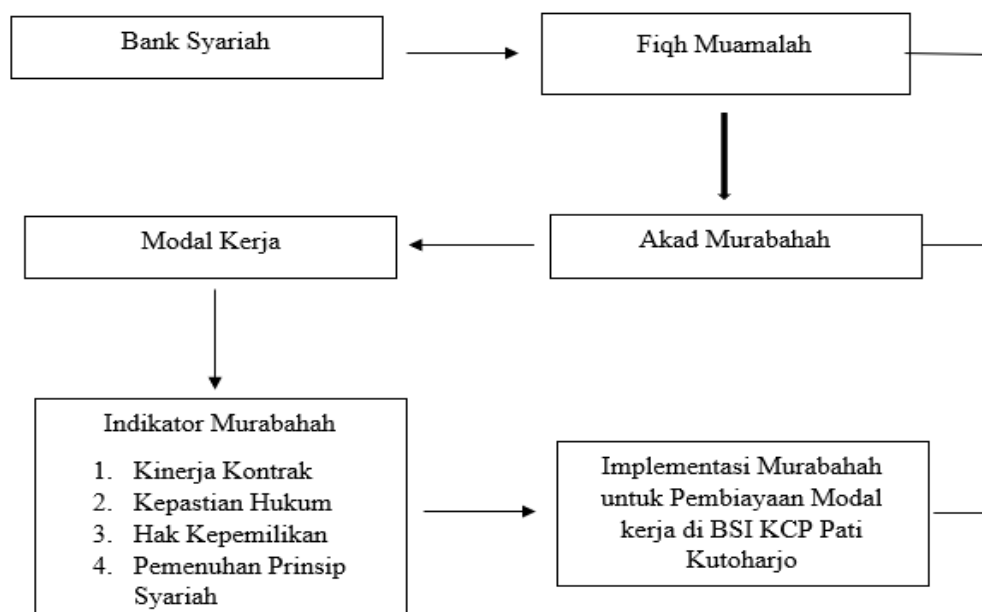 Bank Syariah
Fiqh Muamalah
Modal Kerja
Akad Murabahah
Indikator Murabahah
1. Kinerja Kontrak
2. Kepastian Hukum
3. Hak Kepemilikan
4. Pemenuhan Prinsip
Syariah
Implementasi Murabahah
untuk Pembiayaan Modal
kerja di BSI KCP Pati
Kutoharjo